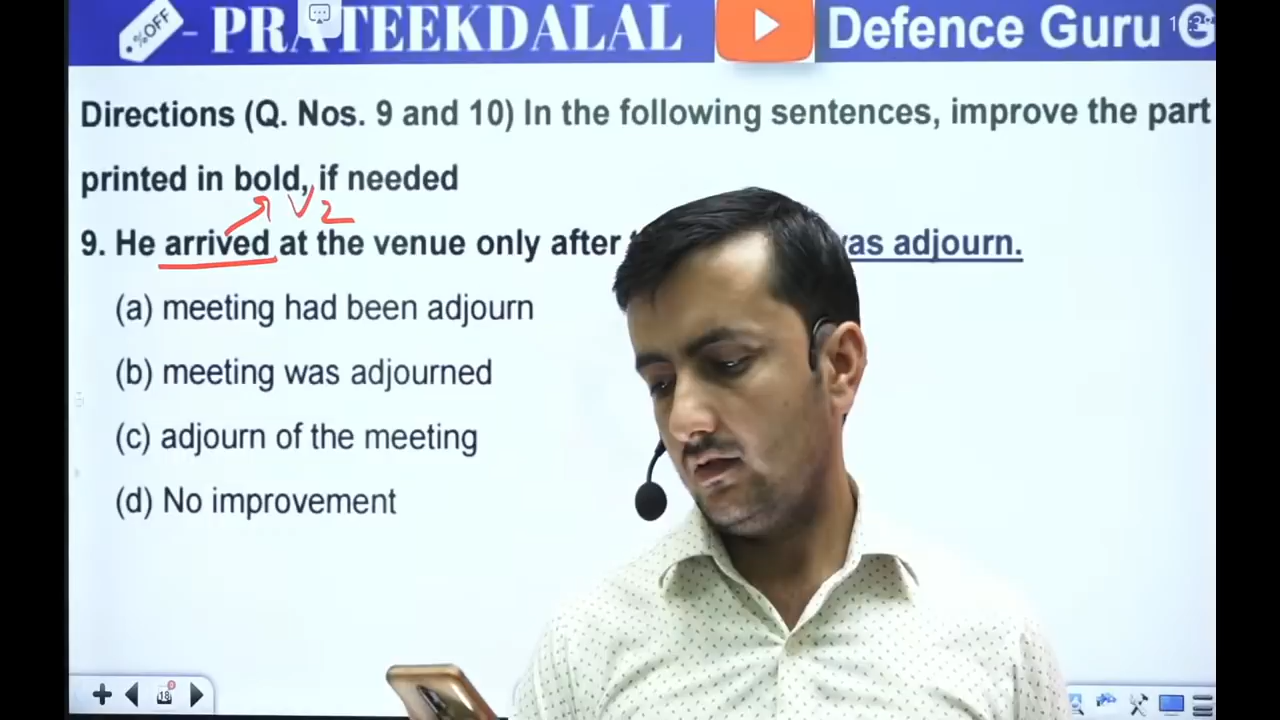 %OFF - PRATEEKDALAL Defence Guru G
Directions (Q. Nos. 9 and 10) In the following sentences, improve the part
printed in bold, if needed
V2
9. He arrived at the venue only after was adjourn.
(a) meeting had been adjourn
(b) meeting was adjourned
(c) adjourn of the meeting
(d) No improvement
18